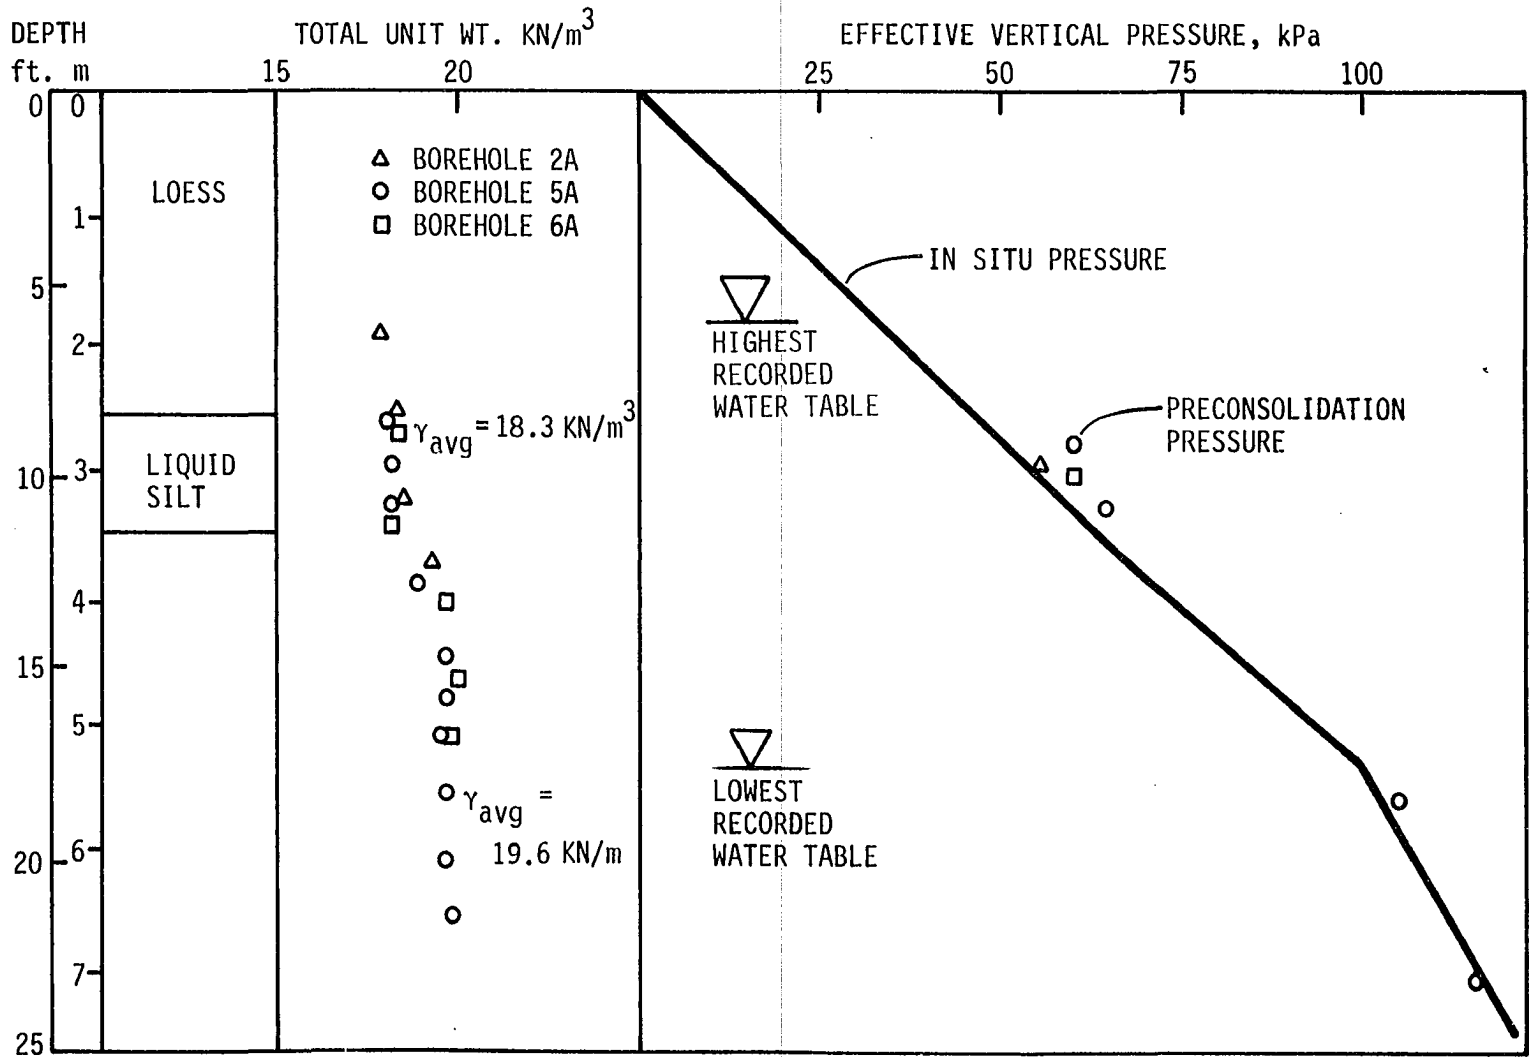 DEPTH
ft. m
TOTAL UNIT WT. KN/m³
15 20
EFFECTIVE VERTICAL PRESSURE, kPa
25 50 75 100
0 0
1
5
2
10 3
4
15
5
6
20
7
25
LOESS
LIQUID
SILT
△ BOREHOLE 2A
○ BOREHOLE 5A
□ BOREHOLE 6A
γavg = 18.3 KN/m³
γavg =
19.6 KN/m
IN SITU PRESSURE
HIGHEST
RECORDED
WATER TABLE
PRECONSOLIDATION
PRESSURE
LOWEST
RECORDED
WATER TABLE